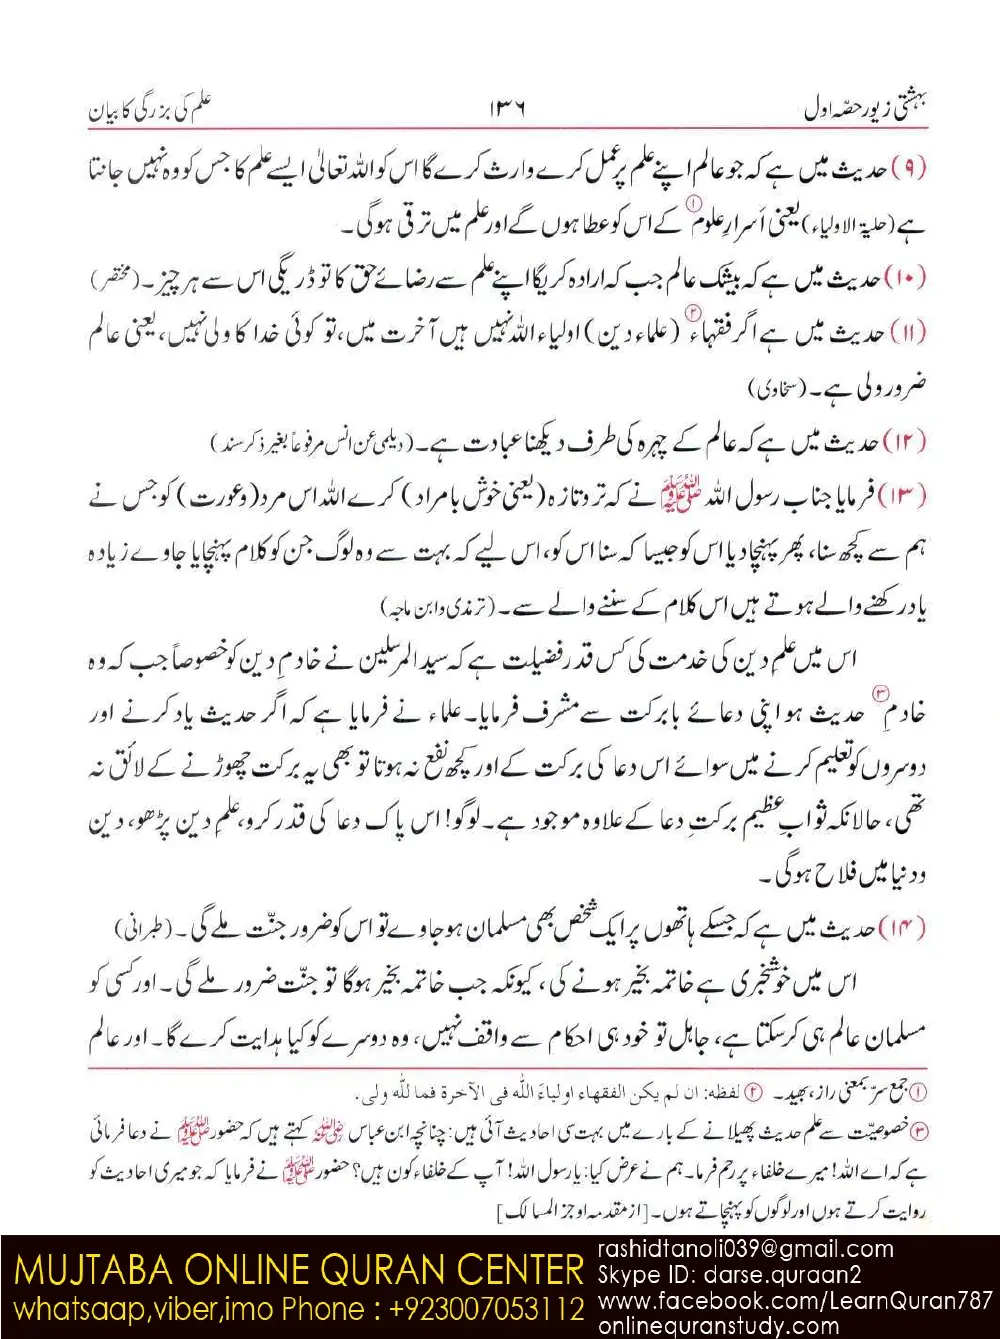 بہشتی زیور حصّہ اول ۱۳۶ علم کی بزرگی کا بیان
(۹) حدیث میں ہے کہ جو عالم اپنے علم پر عمل کرے وارث کرے گا اس کو اللہ تعالیٰ ایسے علم کا جس کو وہ نہیں جانتا
ہے (حلیۃ الاولیاء) یعنی اَسرارِ علوم ① کے اس کو عطا ہوں گے اور علم میں ترقی ہوگی۔
(۱۰) حدیث میں ہے کہ بیشک عالم جب کہ ارادہ کریگا اپنے علم سے رضائے حق کا تو ڈریگی اس سے ہر چیز۔ (مختصر)
(۱۱) حدیث میں ہے اگر فقہاء ② (علماء دین) اولیاء اللہ نہیں ہیں آخرت میں، تو کوئی خدا کا ولی نہیں، یعنی عالم
ضرور ولی ہے۔ (سخاوی)
(۱۲) حدیث میں ہے کہ عالم کے چہرہ کی طرف دیکھنا عبادت ہے۔ (دیلمی عن انس مرفوعاً بغیر ذکر سند)
(۱۳) فرمایا جناب رسول اللہ ﷺ نے کہ تروتازہ (یعنی خوش با مراد) کرے اللہ اس مرد (وعورت) کو جس نے
ہم سے کچھ سنا، پھر پہنچا دیا اس کو جیسا کہ سنا اس کو، اس لیے کہ بہت سے وہ لوگ جن کو کلام پہنچایا جاوے زیادہ
یاد رکھنے والے ہوتے ہیں اس کلام کے سننے والے سے۔ (ترمذی وابن ماجہ)
اس میں علمِ دین کی خدمت کی کس قدر فضیلت ہے کہ سید المرسلین نے خادمِ دین کو خصوصاً جب کہ وہ
خادمِ ③ حدیث ہو اپنی دعائے بابرکت سے مشرف فرمایا۔ علماء نے فرمایا ہے کہ اگر حدیث یاد کرنے اور
دوسروں کو تعلیم کرنے میں سوائے اس دعا کی برکت کے اور کچھ نفع نہ ہوتا تو بھی یہ برکت چھوڑنے کے لائق نہ
تھی، حالانکہ ثوابِ عظیم برکتِ دعا کے علاوہ موجود ہے۔ لوگو! اس پاک دعا کی قدر کرو، علمِ دین پڑھو، دین
ودنیا میں فلاح ہوگی۔
(۱۴) حدیث میں ہے کہ جسکے ہاتھوں پر ایک شخص بھی مسلمان ہو جاوے تو اس کو ضرور جنّت ملے گی۔ (طبرانی)
اس میں خوشخبری ہے خاتمہ بخیر ہونے کی، کیونکہ جب خاتمہ بخیر ہوگا تو جنّت ضرور ملے گی۔ اور کسی کو
مسلمان عالم ہی کر سکتا ہے، جاہل تو خود ہی احکام سے واقف نہیں، وہ دوسرے کو کیا ہدایت کرے گا۔ اور عالم
① جمع سرّ بمعنی راز، بھید۔ ② لفظہ: ان لم یکن الفقهاء اولیاءَ اللّٰه فی الآخرة فما للّٰه ولی.
③ خصوصیّت سے علم حدیث پھیلانے کے بارے میں بہت سی احادیث آئی ہیں: چنانچہ ابن عباس رضی اللہ عنہ کہتے ہیں کہ حضور ﷺ نے دعا فرمائی
ہے کہ اے اللہ! میرے خلفاء پر رحم فرما۔ ہم نے عرض کیا: یا رسول اللہ! آپ کے خلفاء کون ہیں؟ حضور ﷺ نے فرمایا کہ جو میری احادیث کو
روایت کرتے ہوں اور لوگوں کو پہنچاتے ہوں۔ [از مقدمہ اوجز المسالک]
MUJTABA ONLINE QURAN CENTER
whatsaap,viber,imo Phone : +923007053112
rashidtanoli039@gmail.com
Skype ID: darse.quraan2
www.facebook.com/LearnQuran787
onlinequranstudy.com